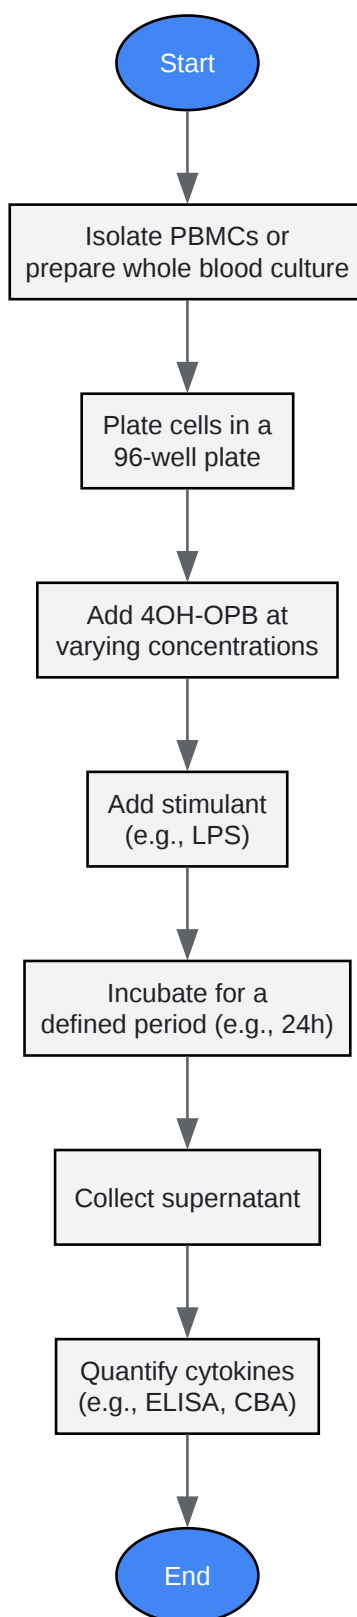 Start
Isolate PBMCs or
prepare whole blood culture
Plate cells in a
96-well plate
Add 4OH-OPB at
varying concentrations
Add stimulant
(e.g., LPS)
Incubate for a
defined period (e.g., 24h)
Collect supernatant
Quantify cytokines
(e.g., ELISA, CBA)
End